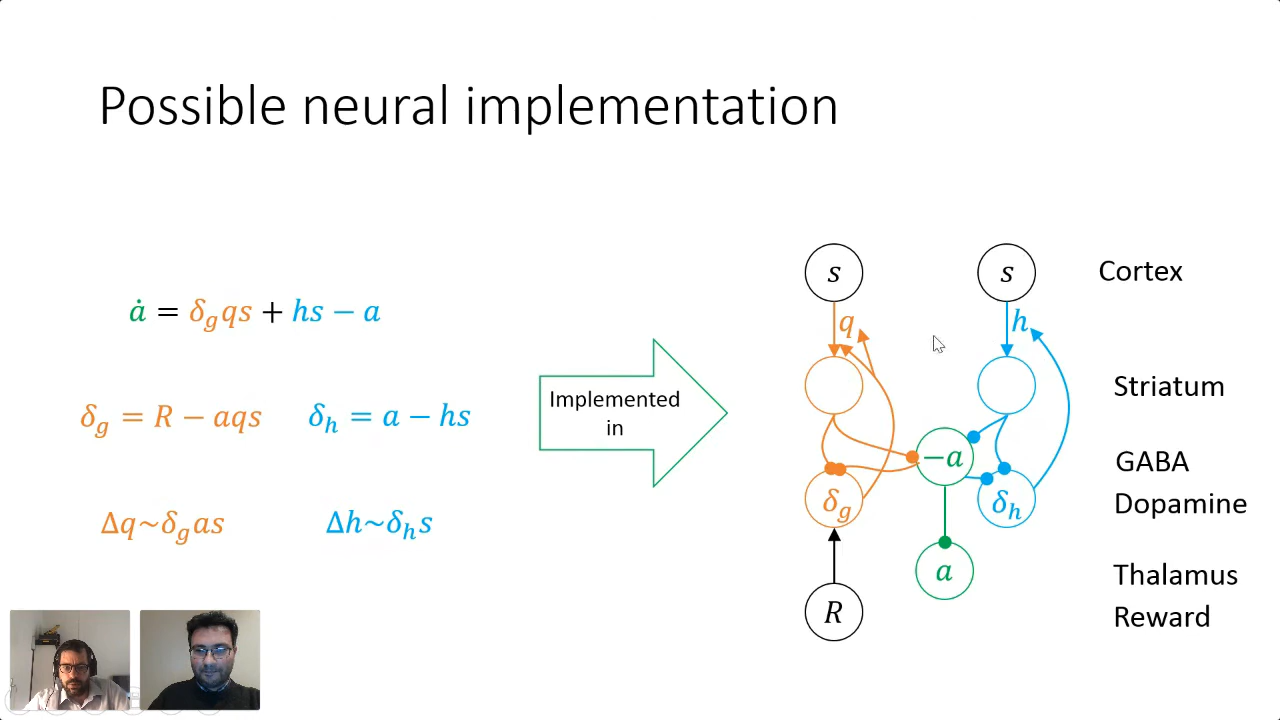 Possible neural implementation
ȧ = δ_g qs + hs − a
δ_g = R − aqs
δ_h = a − hs
Δq~δ_g as
Δh~δ_h s
Implemented
in
s
s
Cortex
q
h
Striatum
−a
GABA
δ_g
δ_h
Dopamine
a
Thalamus
R
Reward